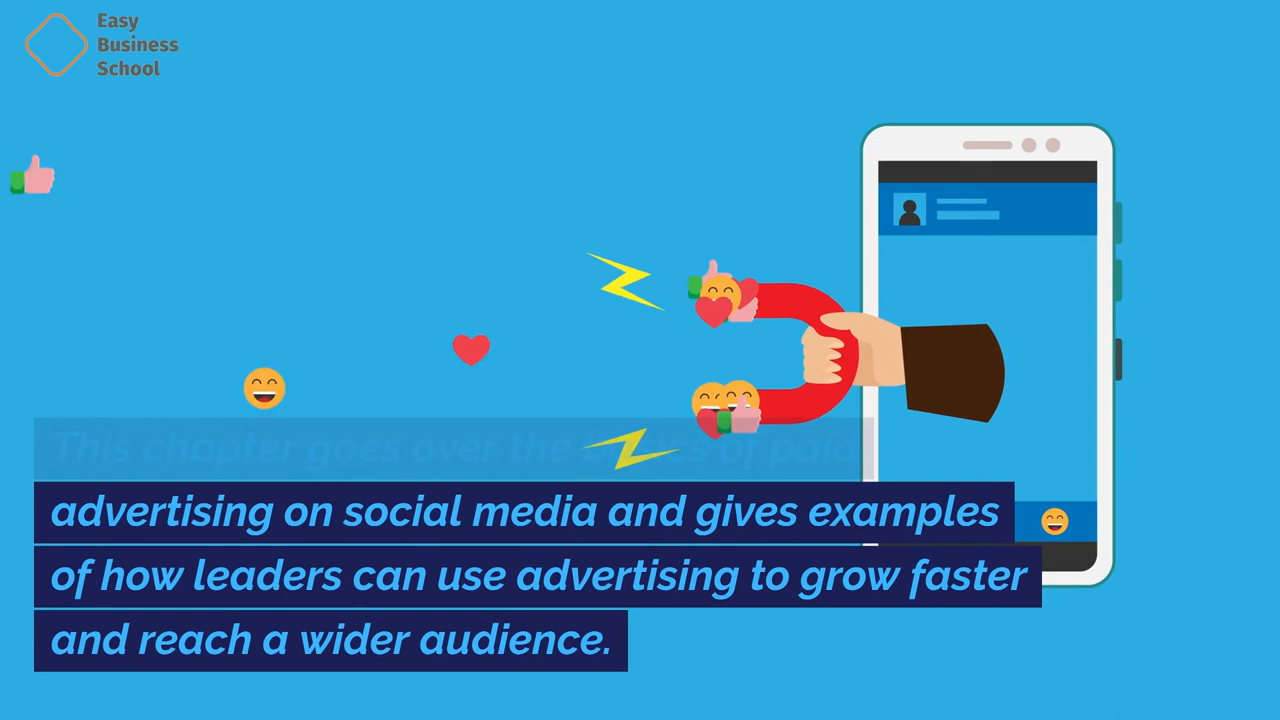 Easy
Business
School
This chapter goes over the basics of paid
advertising on social media and gives examples
of how leaders can use advertising to grow faster
and reach a wider audience.